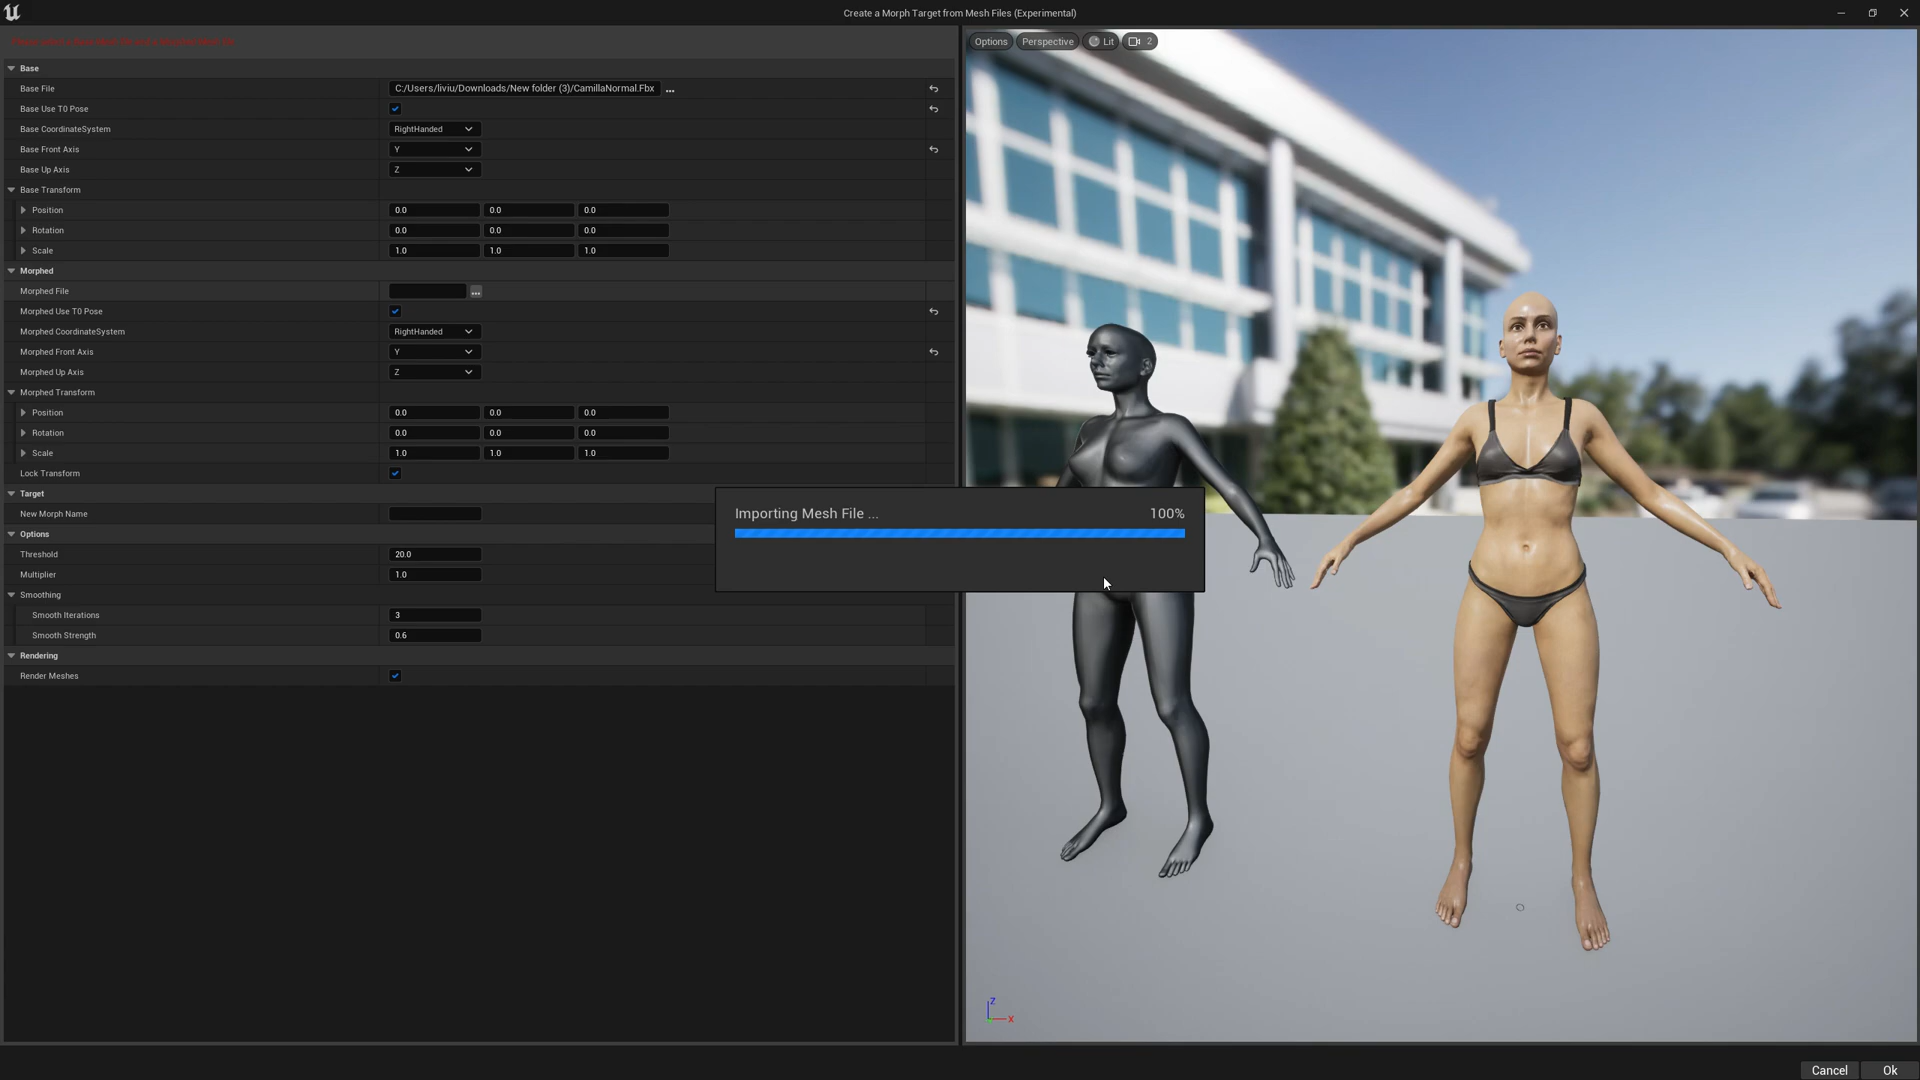 Create a Morph Target from Mesh Files (Experimental)
Options Perspective Lit 2
Base
Base File C:/Users/liviu/Downloads/New folder (3)/CamillaNormal.Fbx ...
Base Use T0 Pose
Base CoordinateSystem RightHanded
Base Front Axis Y
Base Up Axis Z
Base Transform
Position 0.0 0.0 0.0
Rotation 0.0 0.0 0.0
Scale 1.0 1.0 1.0
Morphed
Morphed File ...
Morphed Use T0 Pose
Morphed CoordinateSystem RightHanded
Morphed Front Axis Y
Morphed Up Axis Z
Morphed Transform
Position 0.0 0.0 0.0
Rotation 0.0 0.0 0.0
Scale 1.0 1.0 1.0
Lock Transform
Target
New Morph Name
Options
Threshold 20.0
Multiplier 1.0
Smoothing
Smooth Iterations 3
Smooth Strength 0.6
Rendering
Render Meshes
Importing Mesh File ... 100%
Z
X
Cancel Ok